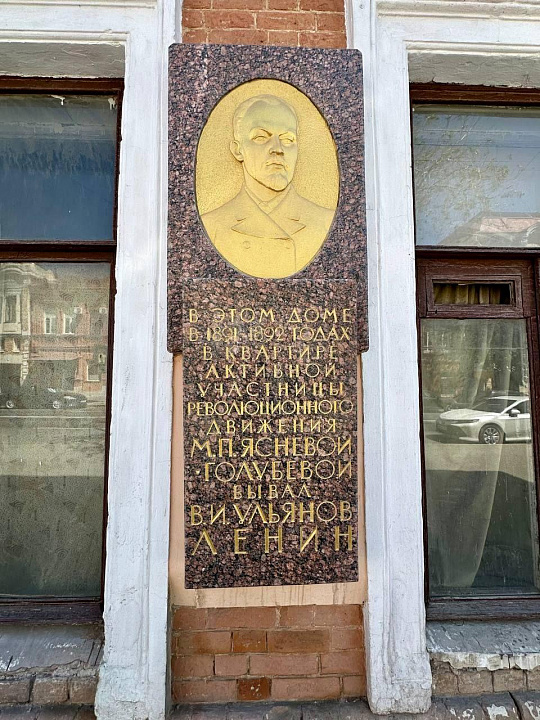 В ЭТОМ ДОМЕ
В 1891-1892 ГОДАХ
В КВАРТИРЕ
АКТИВНОЙ
УЧАСТНИЦЫ
РЕВОЛЮЦИОННОГО
ДВИЖЕНИЯ
М.П.ЯСНЕВОЙ
ГОЛУБЕВОЙ
БЫВАЛ
В.И.УЛЬЯНОВ
ЛЕНИН